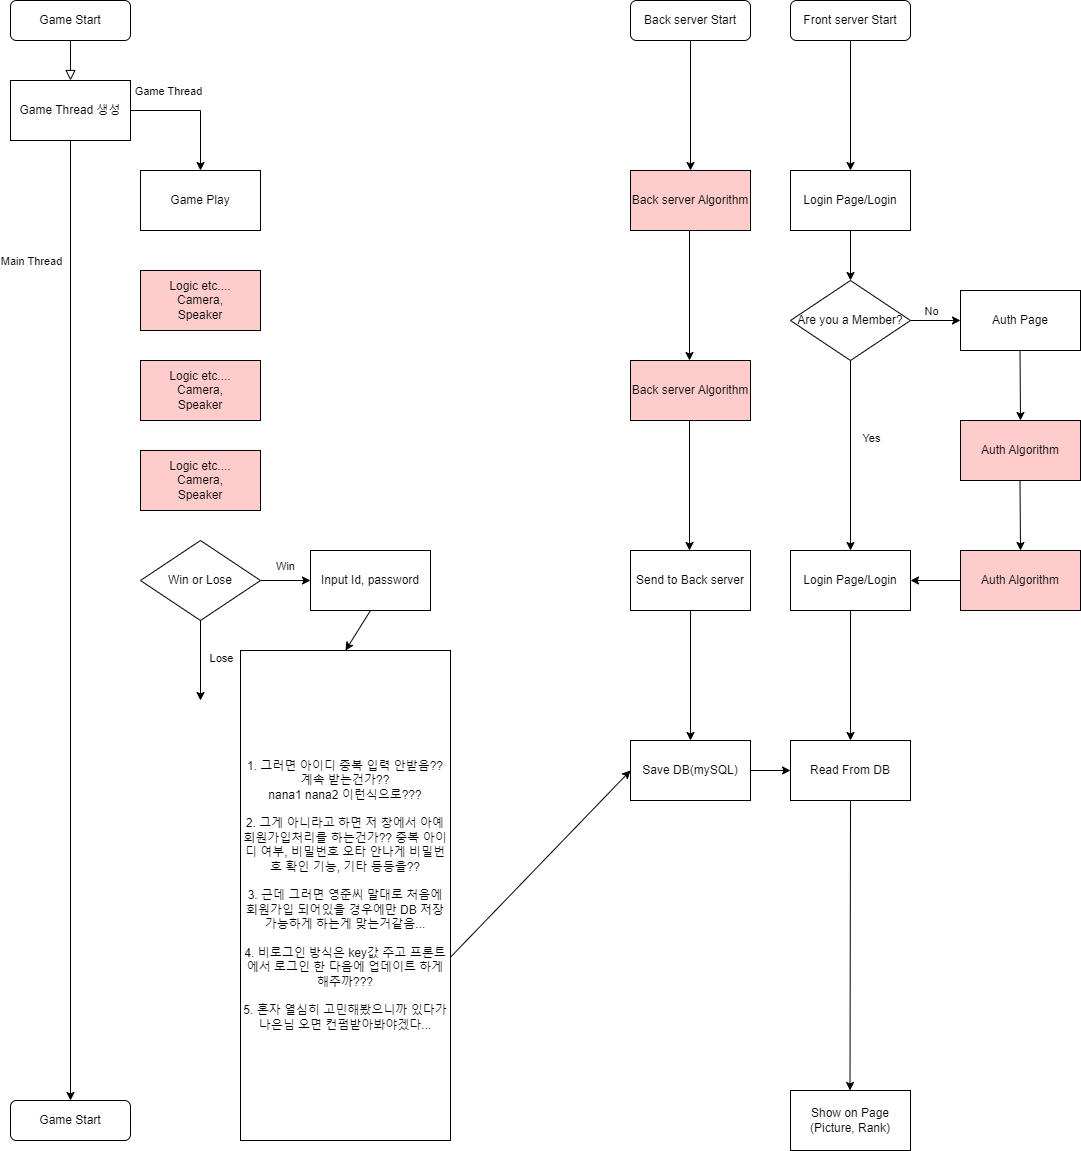 Game Start
Back server Start
Front server Start
Game Thread 생성
Game Thread
Game Play
Back server Algorithm
Login Page/Login
Main Thread
Logic etc....
Camera,
Speaker
Are you a Member?
No
Auth Page
Logic etc....
Camera,
Speaker
Back server Algorithm
Yes
Auth Algorithm
Logic etc....
Camera,
Speaker
Win or Lose
Win
Input Id, password
Send to Back server
Login Page/Login
Auth Algorithm
Lose
1. 그러면 아이디 중복 입력 안받음??
계속 받는건가??
nana1 nana2 이런식으로???
2. 그게 아니라고 하면 저 창에서 아예
회원가입처리를 하는건가?? 중복 아이
디 여부, 비밀번호 오타 안나게 비밀번
호 확인 기능, 기타 등등을??
3. 근데 그러면 영준씨 말대로 처음에
회원가입 되어있을 경우에만 DB 저장
가능하게 하는게 맞는거같음...
4. 비로그인 방식은 key값 주고 프론트
에서 로그인 한 다음에 업데이트 하게
해주까???
5. 혼자 열심히 고민해봤으니까 있다가
나은님 오면 컨펌받아봐야겠다...
Save DB(mySQL)
Read From DB
Game Start
Show on Page
(Picture, Rank)